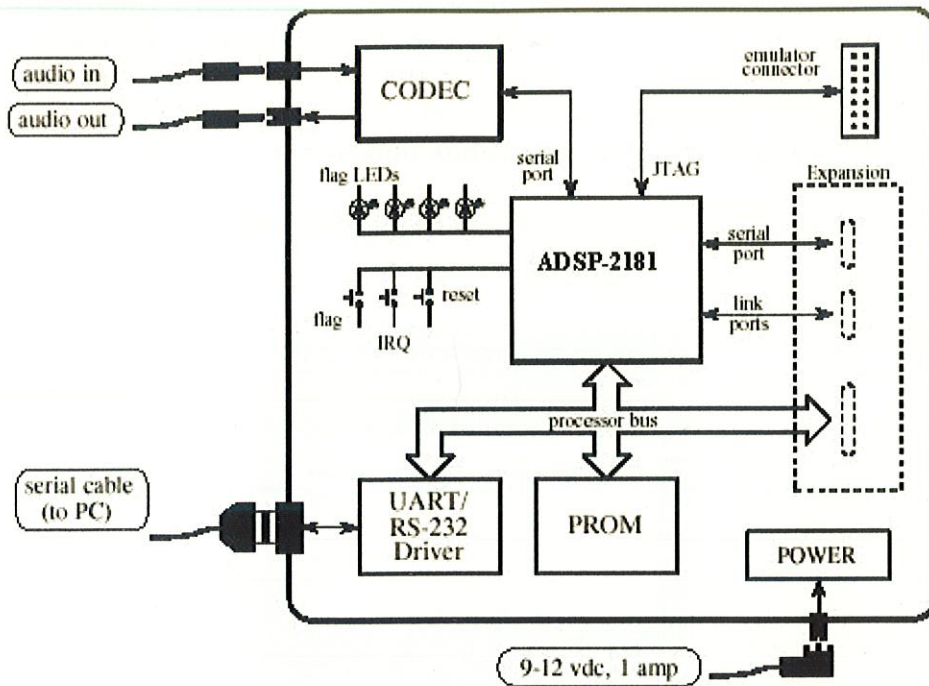 audio in
audio out
CODEC
emulator
connector
serial
port
JTAG
flag LEDs
Expansion
ADSP-2181
serial
port
reset
link
ports
flag
IRQ
processor bus
serial cable
(to PC)
UART/
RS-232
Driver
PROM
POWER
9-12 vdc, 1 amp